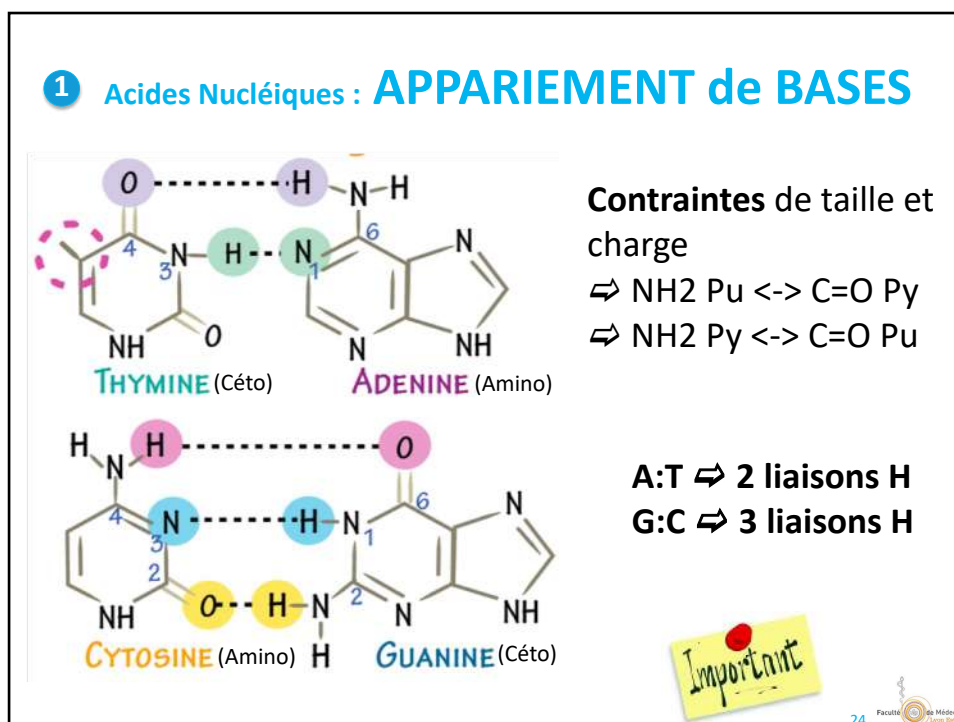 1 Acides Nucléiques : APPARIEMENT de BASES
O H N H
4 6
3 N H N 1 N
NH O N NH
THYMINE (Céto) ADENINE (Amino)
Contraintes de taille et
charge
⇨ NH2 Pu <-> C=O Py
⇨ NH2 Py <-> C=O Pu
H H O
N
4 6 N
N H N
3 1
2 2
NH O H N N NH
CYTOSINE (Amino) H GUANINE (Céto)
A:T ⇨ 2 liaisons H
G:C ⇨ 3 liaisons H
Important
24 Faculté de Médec